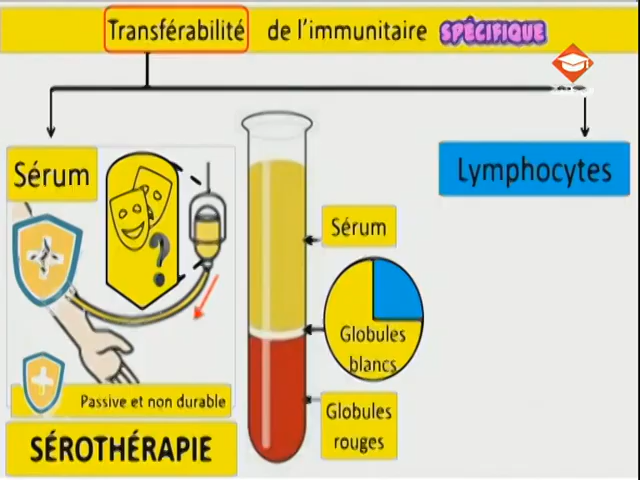 Transférabilité de l'immunitaire SPÉCIFIQUE
Sérum
Lymphocytes
?
Sérum
Globules
blancs
Passive et non durable
Globules
rouges
SÉROTHÉRAPIE